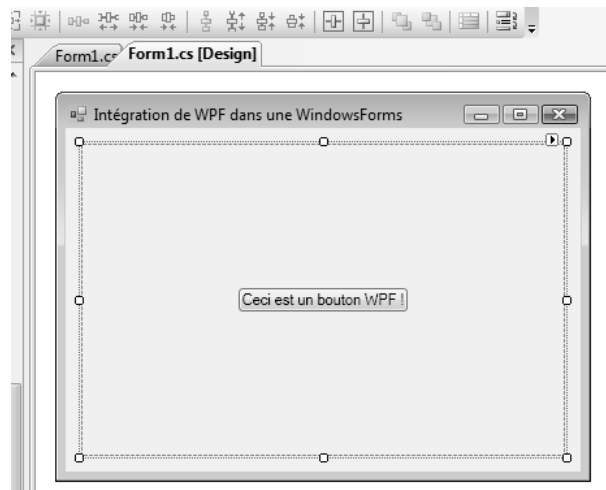 Form1.cs
Form1.cs [Design]
Intégration de WPF dans une WindowsForms
Ceci est un bouton WPF !